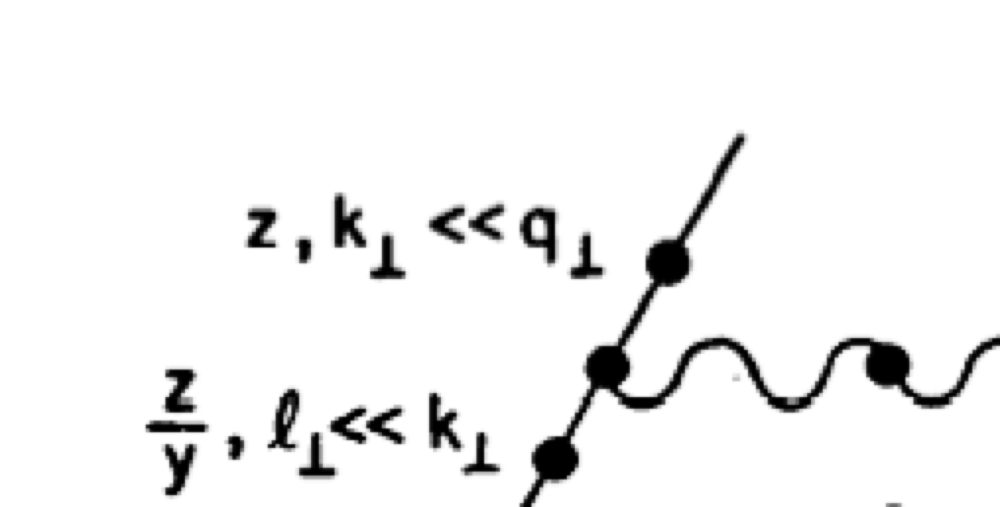 z, k⊥ << q⊥
z/y, ℓ⊥ << k⊥